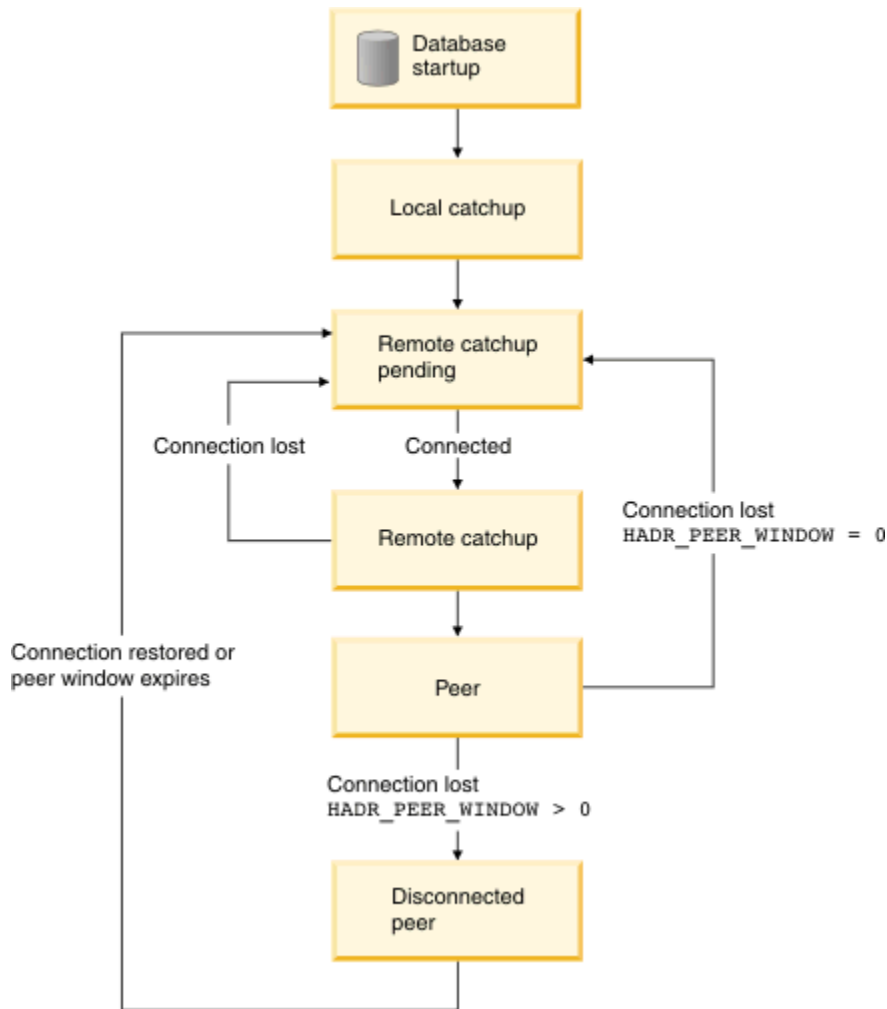 Database
startup
Local catchup
Remote catchup
pending
Connection lost
Connected
Connection lost
HADR_PEER_WINDOW = 0
Remote catchup
Connection restored or
peer window expires
Peer
Connection lost
HADR_PEER_WINDOW > 0
Disconnected
peer